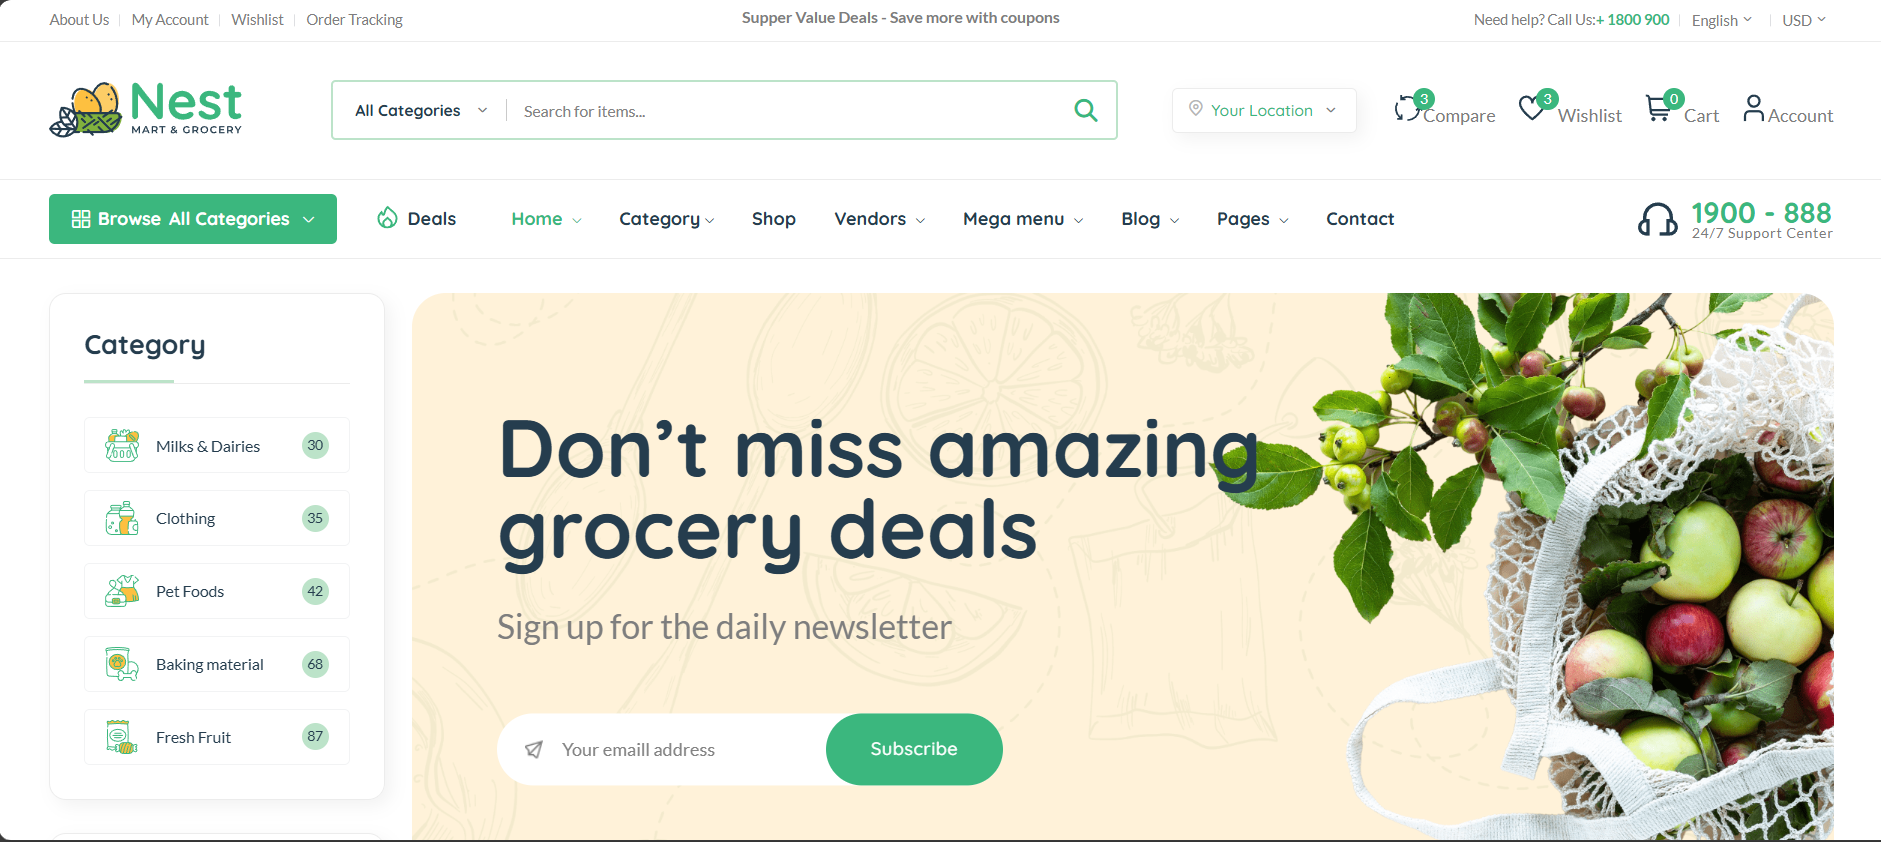 About Us
My Account
Wishlist
Order Tracking
Supper Value Deals - Save more with coupons
Need help? Call Us:+ 1800 900
English
USD
Nest
MART & GROCERY
All Categories
Search for items...
Your Location
3
Compare
3
Wishlist
0
Cart
Account
Browse All Categories
Deals
Home
Category
Shop
Vendors
Mega menu
Blog
Pages
Contact
1900 - 888
24/7 Support Center
Category
Milks & Dairies 30
Clothing 35
Pet Foods 42
Baking material 68
Fresh Fruit 87
Don't miss amazing
grocery deals
Sign up for the daily newsletter
Your emaill address
Subscribe